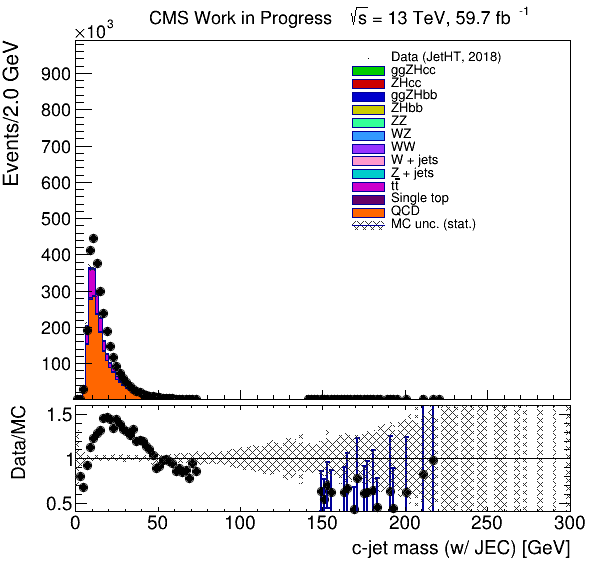 CMS Work in Progress √s = 13 TeV, 59.7 fb⁻¹
×10³
Events/2.0 GeV
900
800
700
600
500
400
300
200
100
Data (JetHT, 2018)
ggZHcc
ZHcc
ggZHbb
ZHbb
ZZ
WZ
WW
W + jets
Z + jets
tt̄
Single top
QCD
MC unc. (stat.)
Data/MC
1.5
1
0.5
0 50 100 150 200 250 300
c-jet mass (w/ JEC) [GeV]